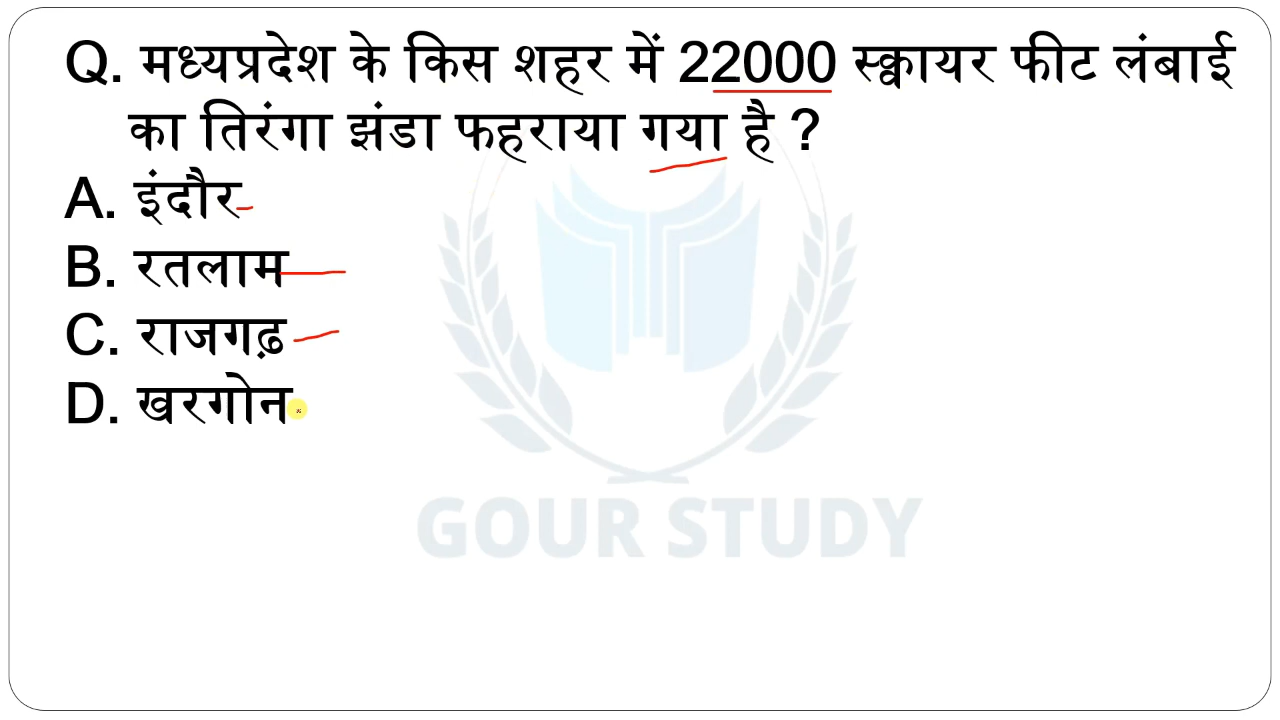 Q. मध्यप्रदेश के किस शहर में 22000 स्क्वायर फीट लंबाई
का तिरंगा झंडा फहराया गया है ?
A. इंदौर
B. रतलाम
C. राजगढ़
D. खरगोन
GOUR STUDY